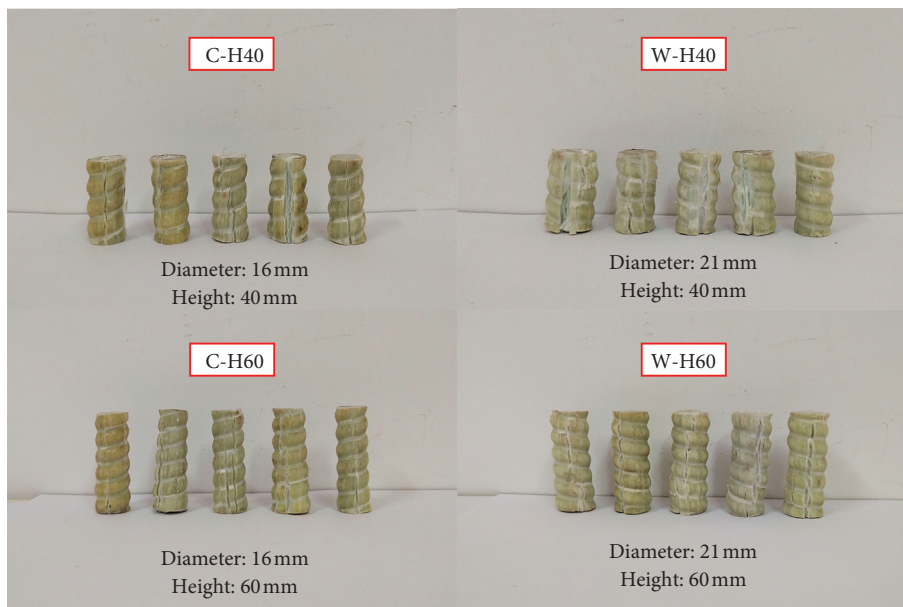 C-H40
W-H40
Diameter: 16 mm
Height: 40 mm
Diameter: 21 mm
Height: 40 mm
C-H60
W-H60
Diameter: 16 mm
Height: 60 mm
Diameter: 21 mm
Height: 60 mm